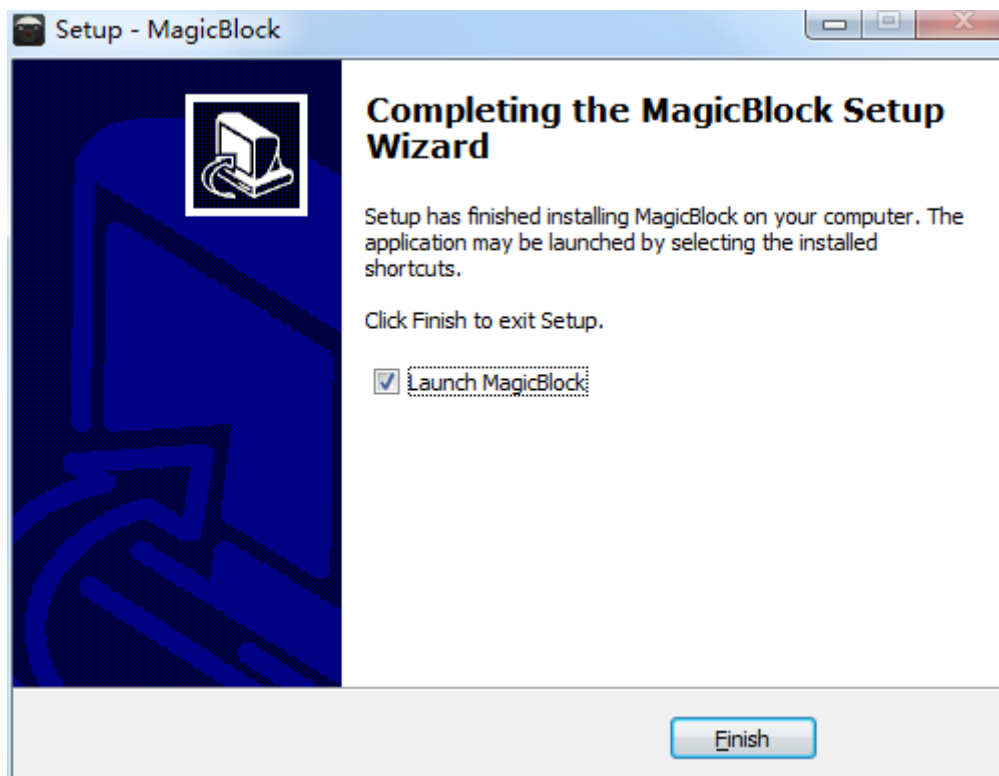 Setup - MagicBlock
Completing the MagicBlock Setup
Wizard
Setup has finished installing MagicBlock on your computer. The
application may be launched by selecting the installed
shortcuts.
Click Finish to exit Setup.
Launch MagicBlock
Finish